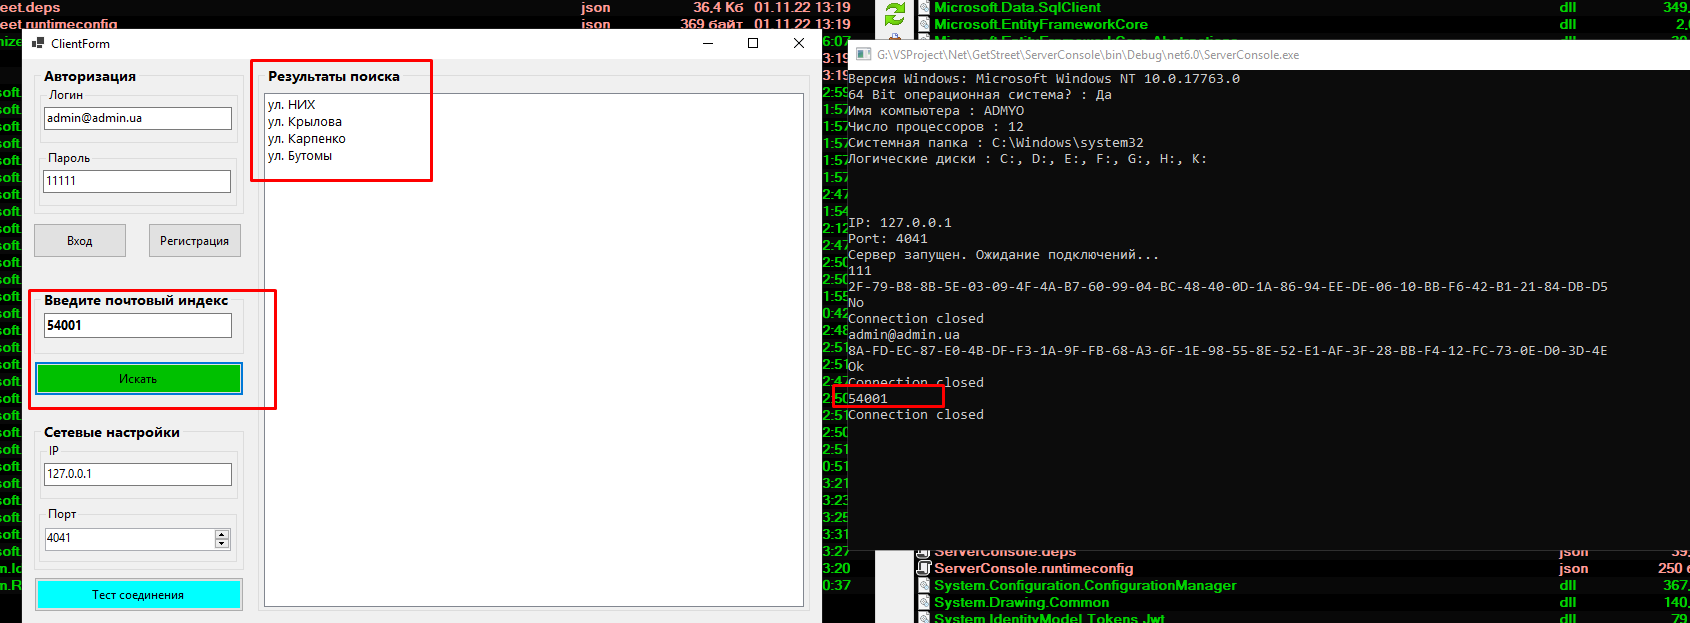 eet.deps json 36,4 Кб 01.11.22 13:19
eet.runtimeconfig json 369 байт 01.11.22 13:19
ClientForm
Авторизация
Логин
admin@admin.ua
Пароль
11111
Вход Регистрация
Введите почтовый индекс
54001
Искать
Сетевые настройки
IP
127.0.0.1
Порт
4041
Тест соединения
Результаты поиска
ул. НИХ
ул. Крылова
ул. Карпенко
ул. Бутомы
Microsoft.Data.SqlClient dll 349,
Microsoft.EntityFrameworkCore dll 2,
G:\VSProject\Net\GetStreet\ServerConsole\bin\Debug\net6.0\ServerConsole.exe
Версия Windows: Microsoft Windows NT 10.0.17763.0
64 Bit операционная система? : Да
Имя компьютера : ADMYO
Число процессоров : 12
Системная папка : C:\Windows\system32
Логические диски : C:, D:, E:, F:, G:, H:, K:
IP: 127.0.0.1
Port: 4041
Сервер запущен. Ожидание подключений...
111
2F-79-B8-8B-5E-03-09-4F-4A-B7-60-99-04-BC-48-40-0D-1A-86-94-EE-DE-06-10-BB-F6-42-B1-21-84-DB-D5
No
Connection closed
admin@admin.ua
8A-FD-EC-87-E0-4B-DF-F3-1A-9F-FB-68-A3-6F-1E-98-55-8E-52-E1-AF-3F-28-BB-F4-12-FC-73-0E-D0-3D-4E
Ok
Connection closed
54001
Connection closed
ServerConsole.deps json 39,
ServerConsole.runtimeconfig json 250
System.Configuration.ConfigurationManager dll 367,
System.Drawing.Common dll 140,
System.IdentityModel.Tokens.Jwt dll 79,